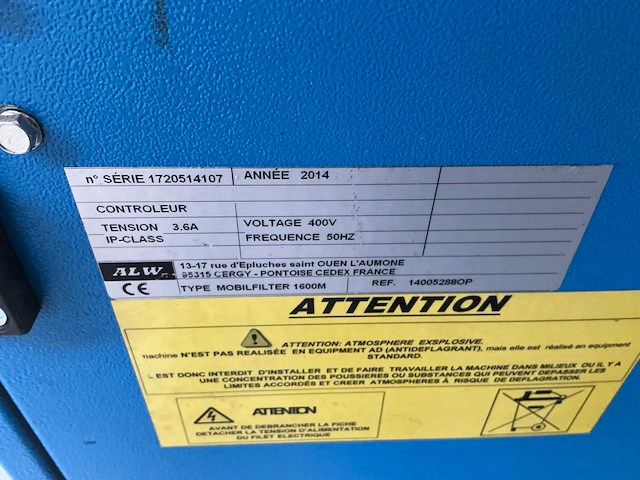 n° SÉRIE 1720514107 ANNÉE 2014
CONTROLEUR
TENSION 3.6A VOLTAGE 400V
IP-CLASS FREQUENCE 50HZ
ALW 13-17 rue d'Epluches saint OUEN L'AUMONE
95315 CERGY - PONTOISE CEDEX FRANCE
CE TYPE MOBILFILTER 1600M REF. 14005288OP
ATTENTION
ATTENTION: ATMOSPHERE EXSPLOSIVE.
machine N'EST PAS REALISÉE EN EQUIPMENT AD (ANTIDEFLAGRANT), mais elle est réalisé en equipement
STANDARD.
EST DONC INTERDIT D'INSTALLER ET DE FAIRE TRAVAILLER LA MACHINE DANS MILIEUX OU IL Y A
UNE CONCENTRATION DES POUSSIERES OU SUBSTANCES QUI PEUVENT DEPASSER LES
LIMITES ACCORDÉS ET CREER ATMOSPHERES À RISQUE DE DEFLAGRATION.
ATTENTION
AVANT DE DEBRANCHER LA FICHE
DETACHER LA TENSION D'ALIMENTATION
DU FILET ELECTRIQUE